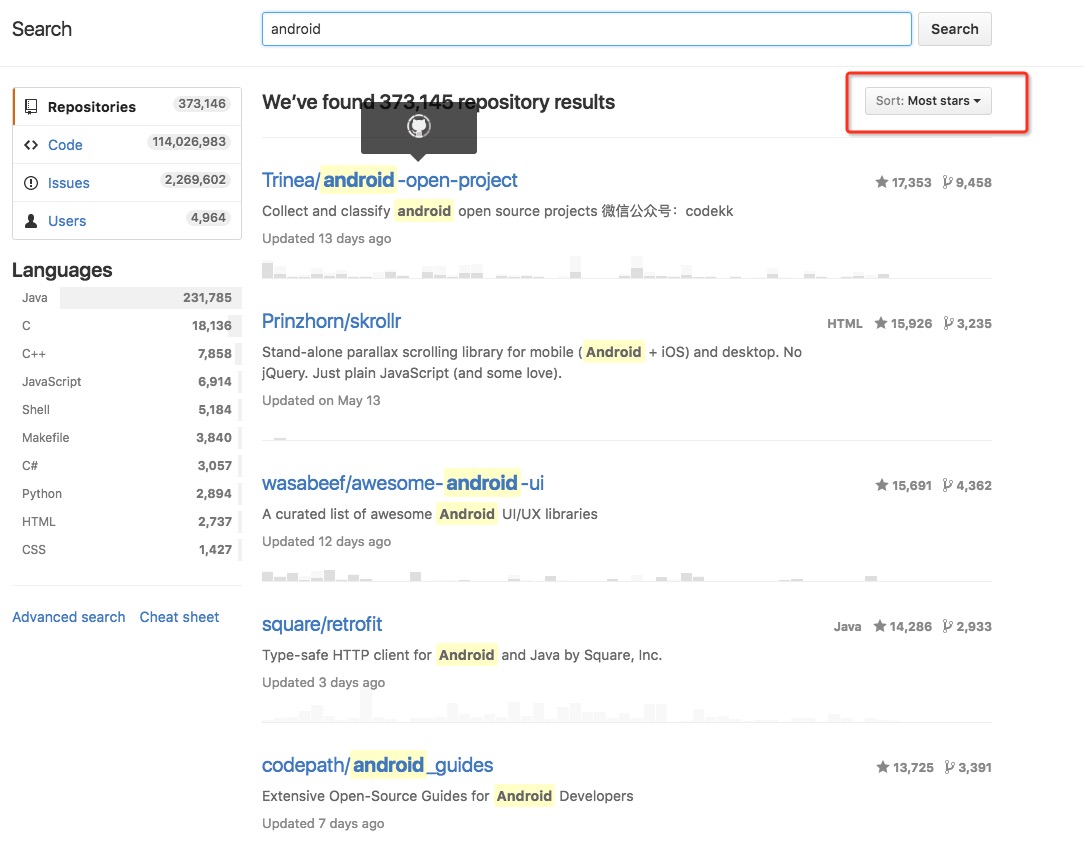 Search
android
Search
Repositories 373,146
Code 114,026,983
Issues 2,269,602
Users 4,964
Languages
Java 231,785
C 18,136
C++ 7,858
JavaScript 6,914
Shell 5,184
Makefile 3,840
C# 3,057
Python 2,894
HTML 2,737
CSS 1,427
Advanced search Cheat sheet
We’ve found 373,145 repository results
Sort: Most stars
Trinea/android-open-project
17,353 9,458
Collect and classify android open source projects 微信公众号：codekk
Updated 13 days ago
Prinzhorn/skrollr
HTML 15,926 3,235
Stand-alone parallax scrolling library for mobile (Android + iOS) and desktop. No
jQuery. Just plain JavaScript (and some love).
Updated on May 13
wasabeef/awesome-android-ui
15,691 4,362
A curated list of awesome Android UI/UX libraries
Updated 12 days ago
square/retrofit
Java 14,286 2,933
Type-safe HTTP client for Android and Java by Square, Inc.
Updated 3 days ago
codepath/android_guides
13,725 3,391
Extensive Open-Source Guides for Android Developers
Updated 7 days ago